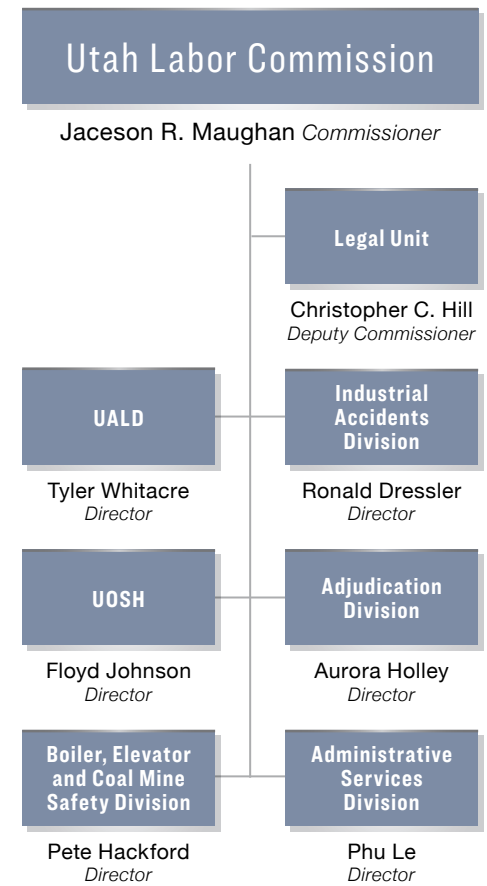 Utah Labor Commission
Jaceson R. Maughan Commissioner
Legal Unit
Christopher C. Hill
Deputy Commissioner
UALD
Tyler Whitacre
Director
Industrial
Accidents
Division
Ronald Dressler
Director
UOSH
Floyd Johnson
Director
Adjudication
Division
Aurora Holley
Director
Boiler, Elevator
and Coal Mine
Safety Division
Pete Hackford
Director
Administrative
Services
Division
Phu Le
Director